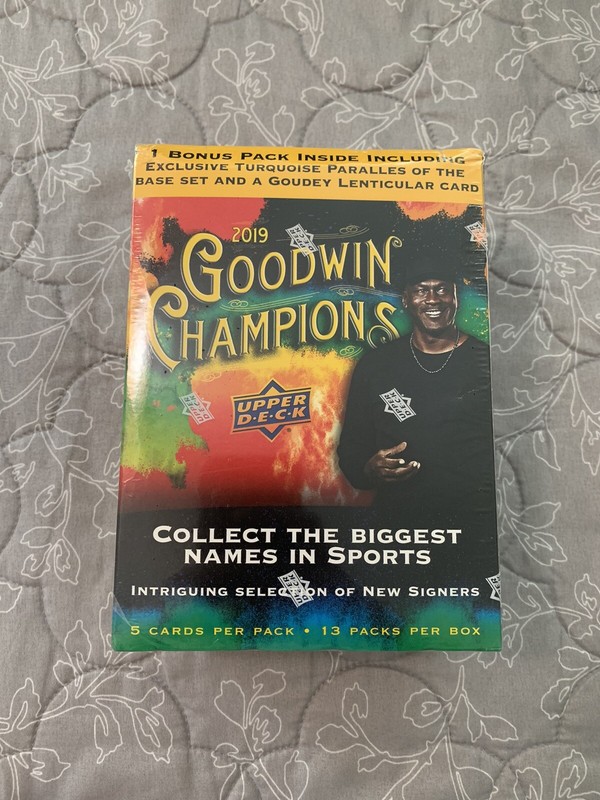 1 Bonus Pack Inside Including
Exclusive Turquoise Paralles of the
Base Set and a Goudey Lenticular Card
2019
Goodwin
Champions
UPPER
D•E•C•K
Collect the biggest
names in Sports
Intriguing selection of New Signers
5 cards per pack • 13 packs per box